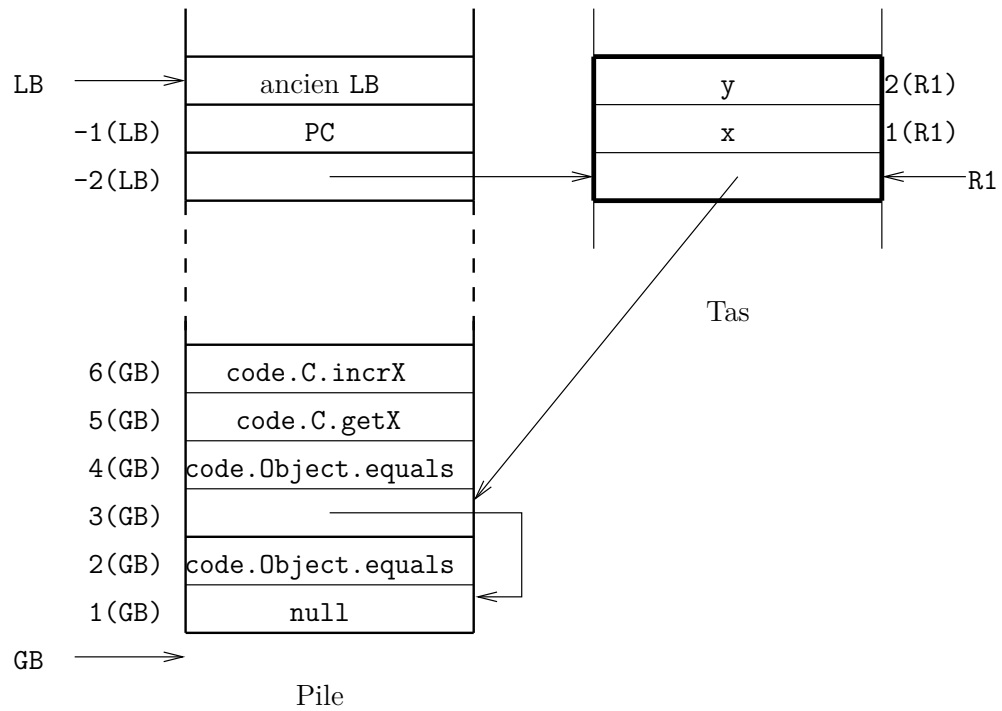 LB ancien LB y 2(R1)
-1(LB) PC x 1(R1)
-2(LB) R1
Tas
6(GB) code.C.incrX
5(GB) code.C.getX
4(GB) code.Object.equals
3(GB)
2(GB) code.Object.equals
1(GB) null
GB
Pile